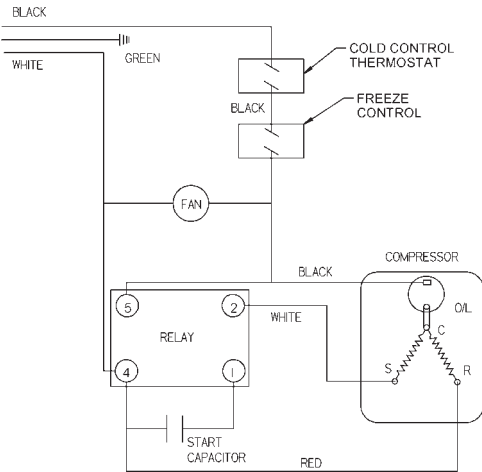 BLACK
GREEN
WHITE
COLD CONTROL
THERMOSTAT
BLACK
FREEZE
CONTROL
FAN
COMPRESSOR
BLACK
5
2
O/L
WHITE
C
RELAY
S
R
4
1
START
CAPACITOR
RED